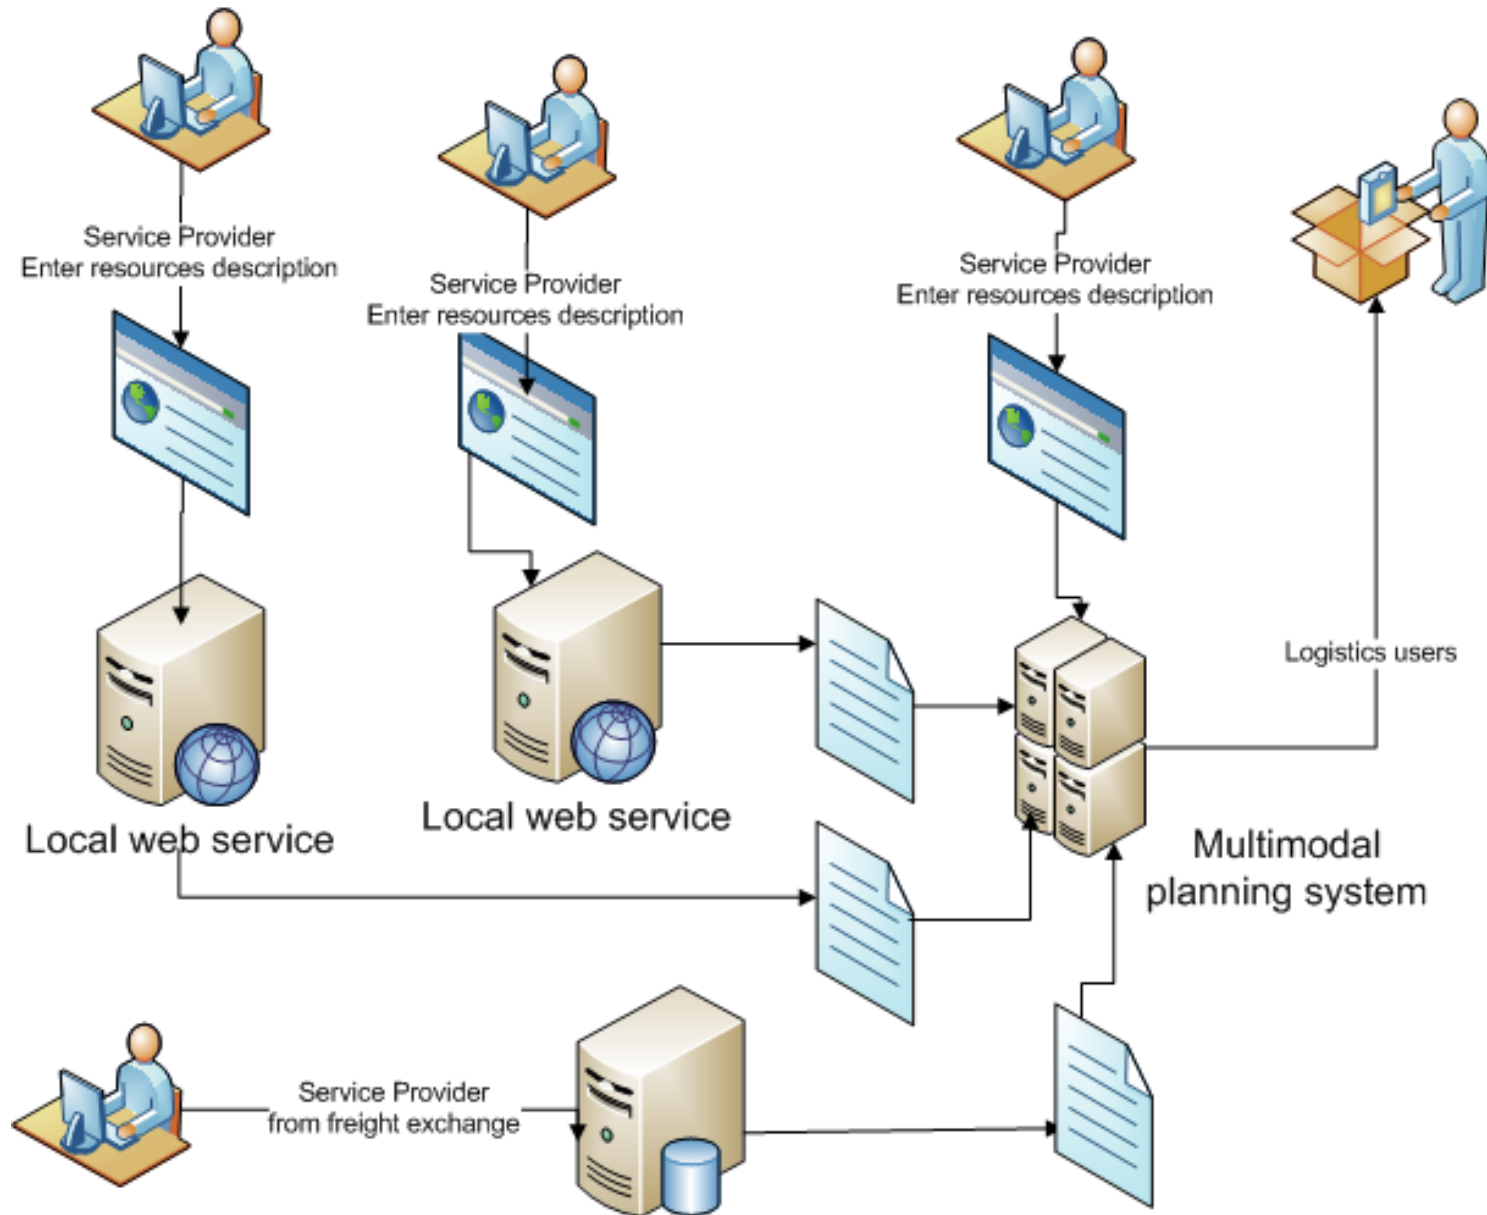 Service Provider
Enter resources description
Service Provider
Enter resources description
Service Provider
Enter resources description
Logistics users
Local web service
Local web service
Multimodal
planning system
Service Provider
from freight exchange